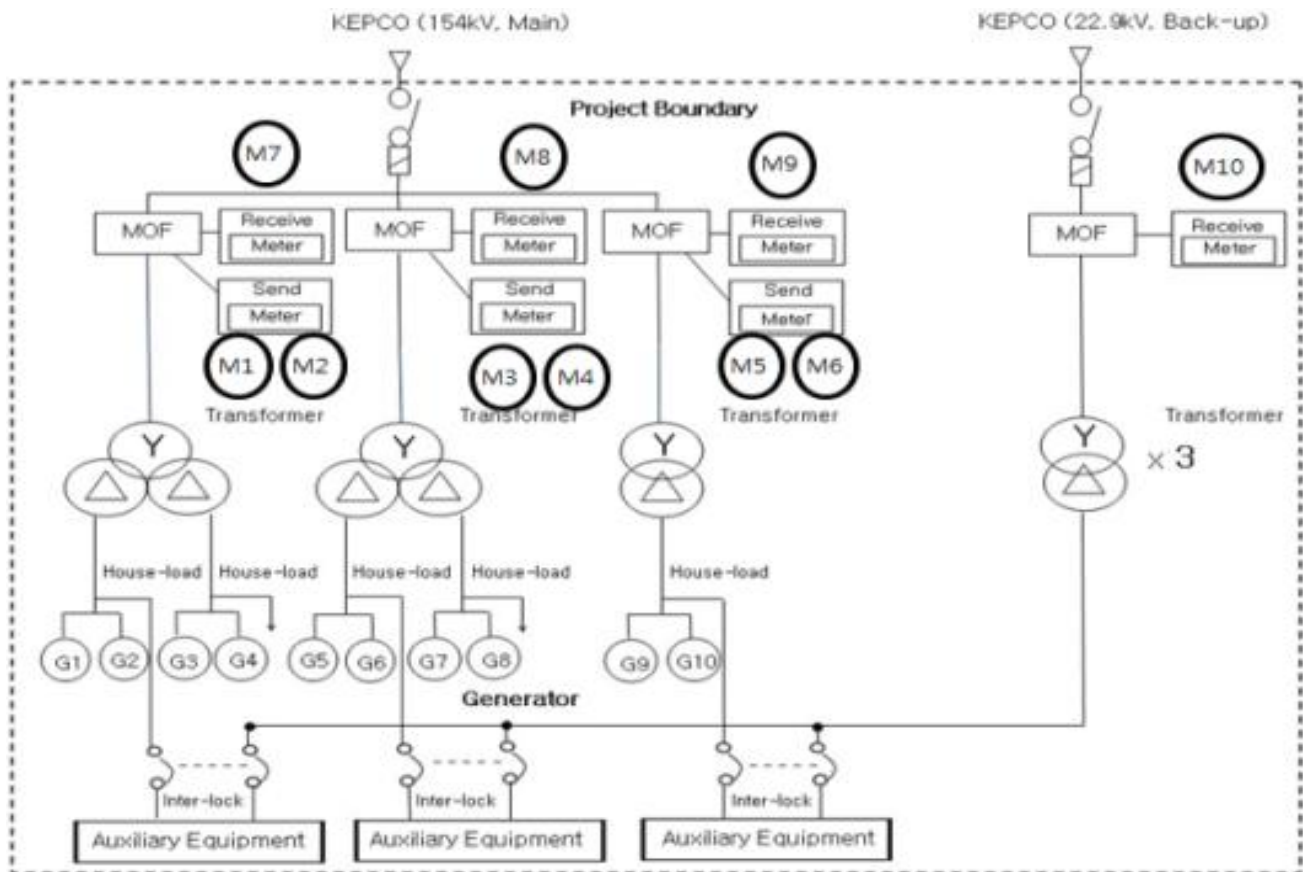 KEPCO (154kV, Main)
KEPCO (22.9kV, Back-up)
Project Boundary
M7
M8
M9
M10
MOF
Receive
Meter
MOF
Receive
Meter
MOF
Receive
Meter
MOF
Receive
Meter
Send
Meter
Send
Meter
Send
Meter
M1
M2
M3
M4
M5
M6
Transformer
Transformer
Transformer
Y
Y
Y
Y
× 3
House-load
House-load
House-load
House-load
House-load
G1
G2
G3
G4
G5
G6
G7
G8
G9
G10
Generator
Inter-lock
Inter-lock
Inter-lock
Auxiliary Equipment
Auxiliary Equipment
Auxiliary Equipment